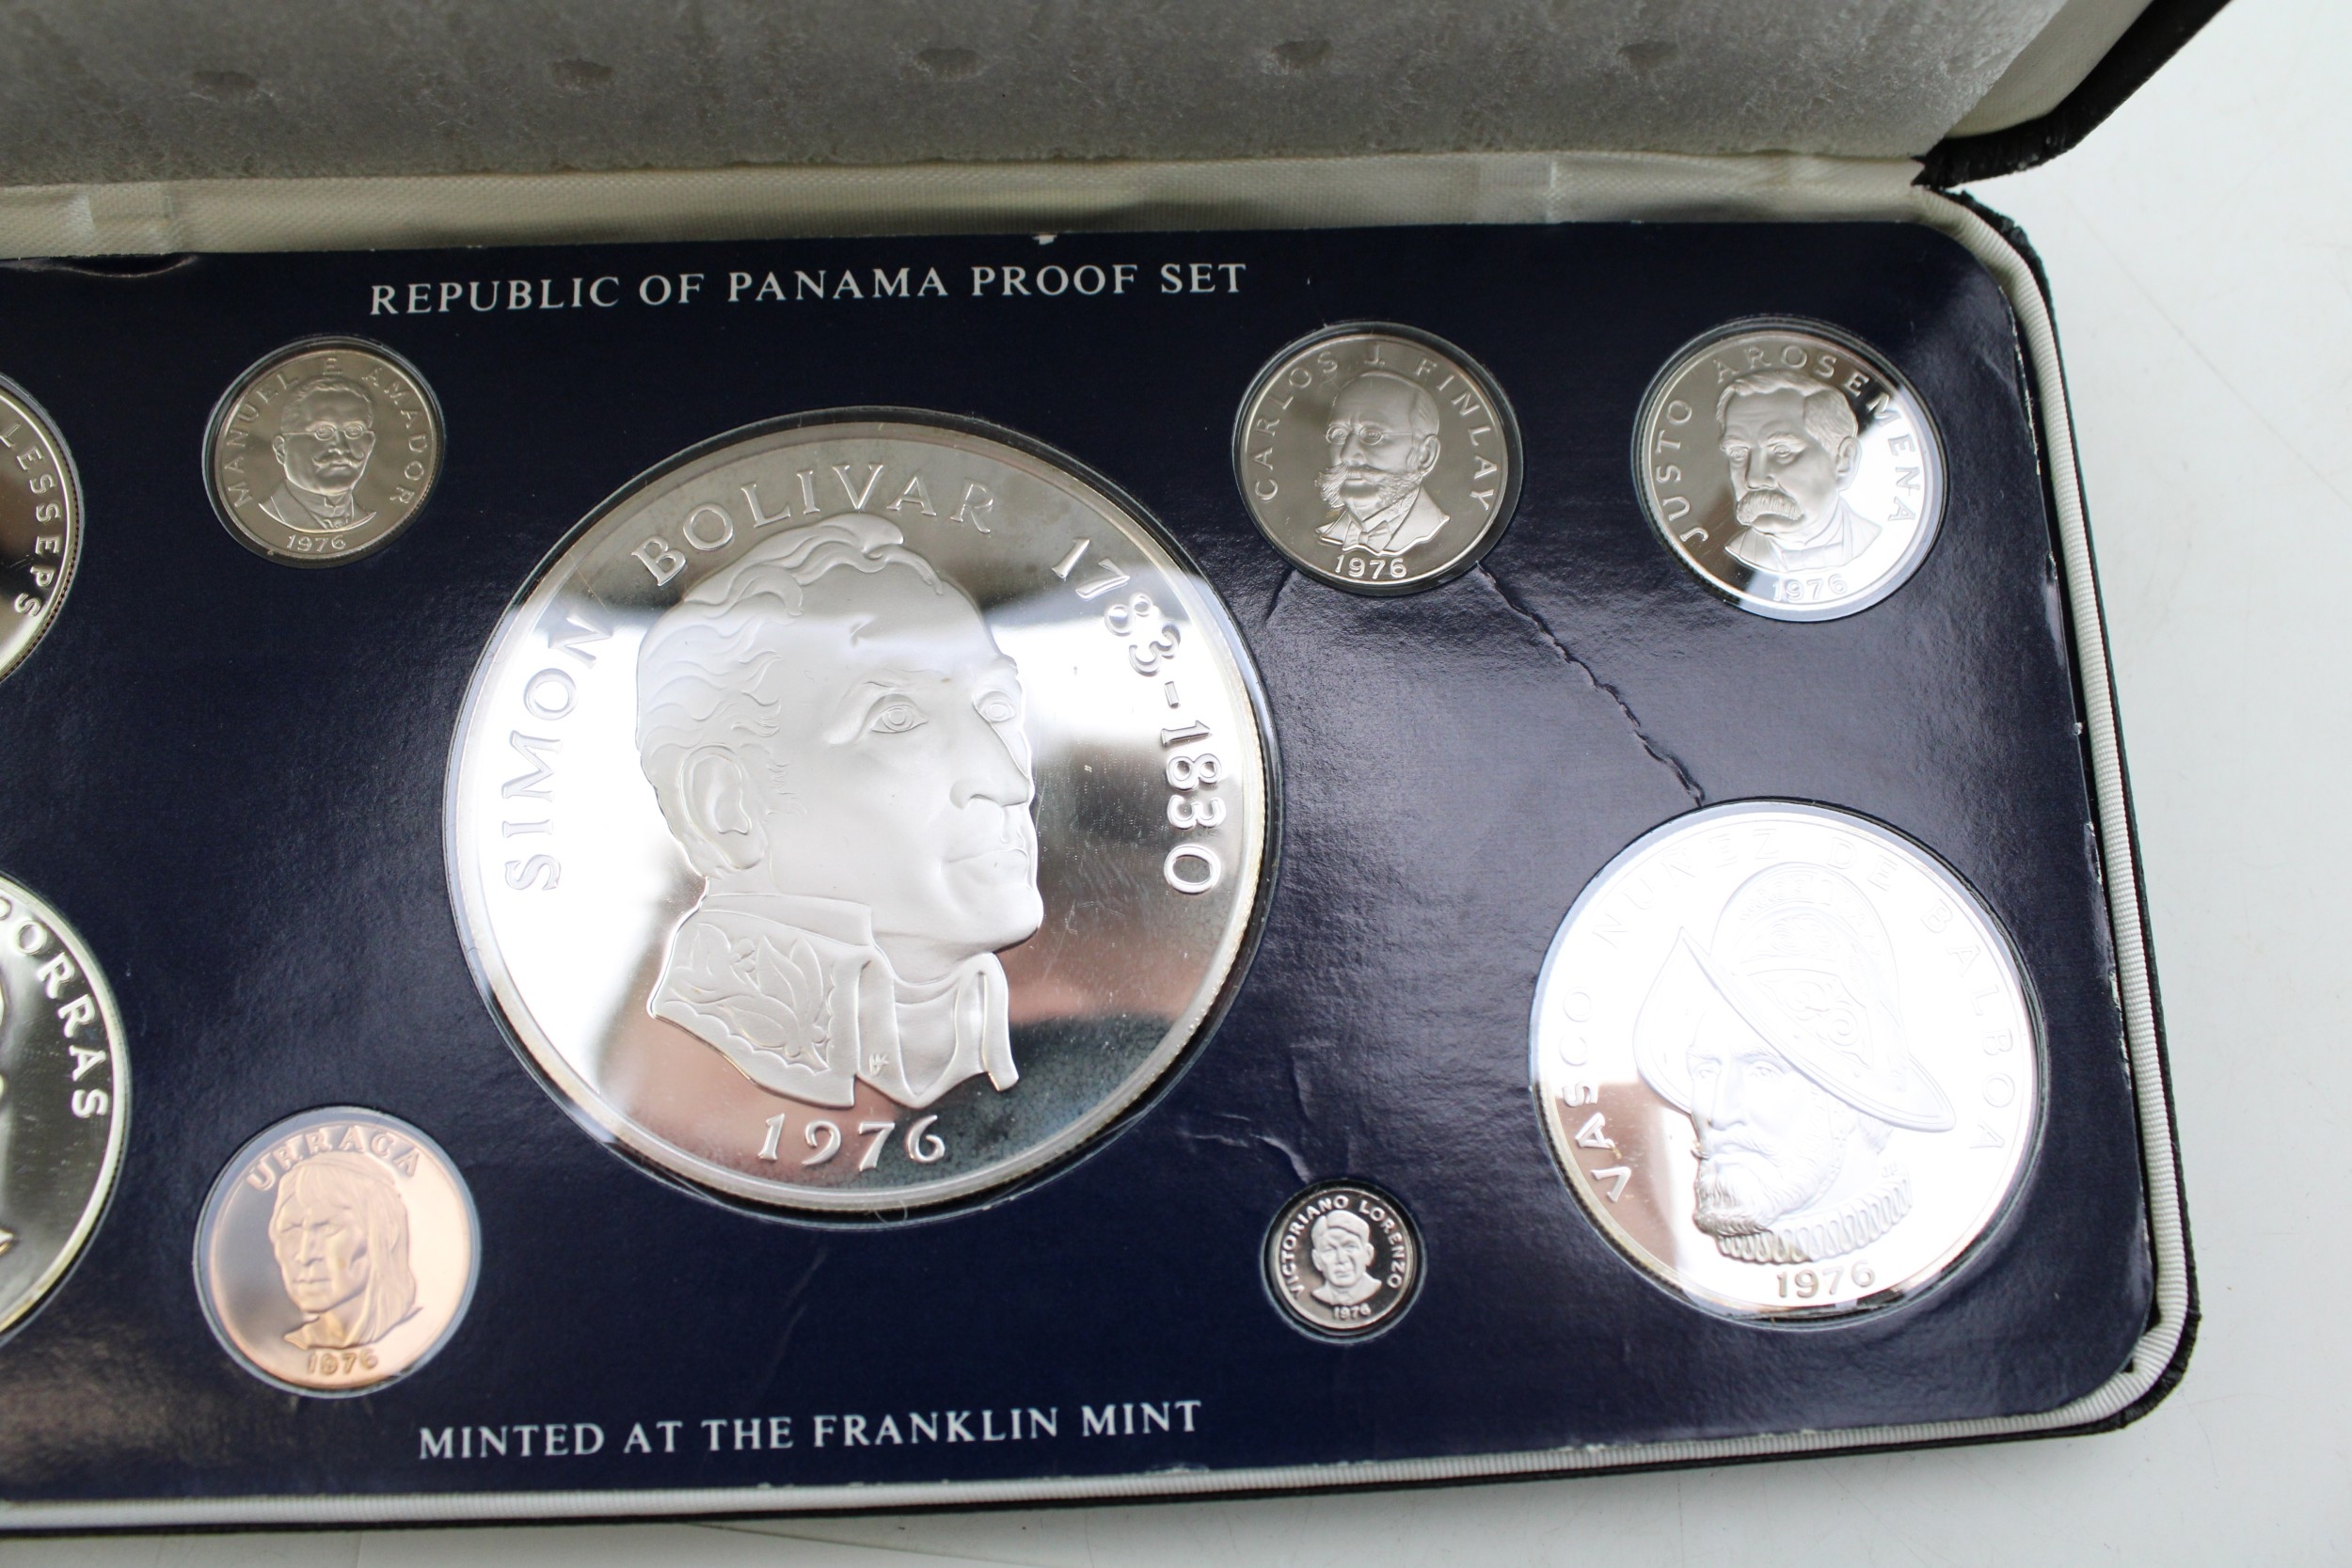 REPUBLIC OF PANAMA PROOF SET
LESSEPS
MANUEL E AMADOR
1976
SIMON BOLIVAR 1783-1830
HK
1976
CARLOS J. FINLAY
1976
JUSTO AROSEMENA
1976
PORRAS
URRACA
1976
VICTORIANO LORENZO
1976
VASCO NUÑEZ DE BALBOA
1976
MINTED AT THE FRANKLIN MINT